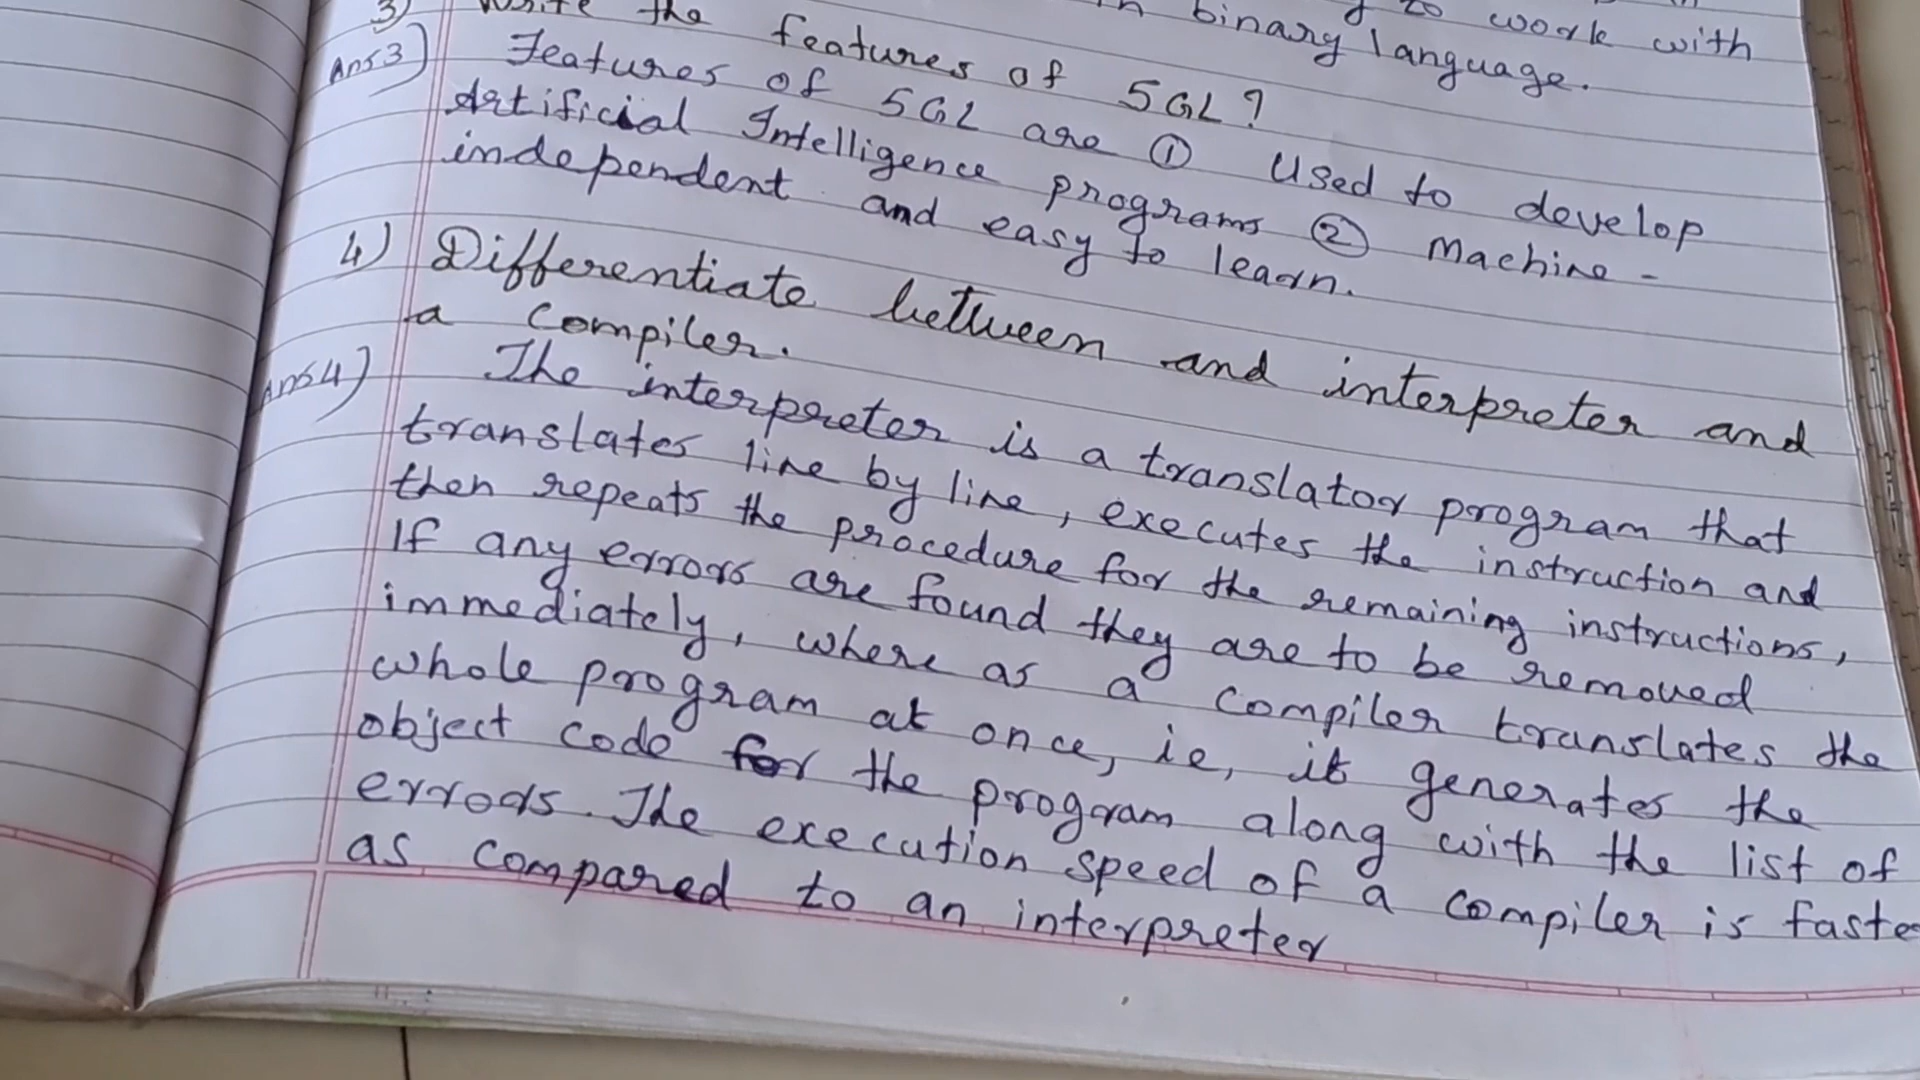 to work with
in binary language.
3) Write the features of 5GL?
Ans3) Features of 5GL are ① Used to develop
Artificial Intelligence programs ② Machine -
independent and easy to learn.
4) Differentiate between and interpreter and
a compiler.
Ans4) The interpreter is a translator program that
translates line by line, executes the instruction and
then repeats the procedure for the remaining instructions,
If any errors are found they are to be removed
immediately, where as a compiler translates the
whole program at once, ie, it generates the
object code for the program along with the list of
errors. The execution speed of a compiler is faste
as compared to an interpreter